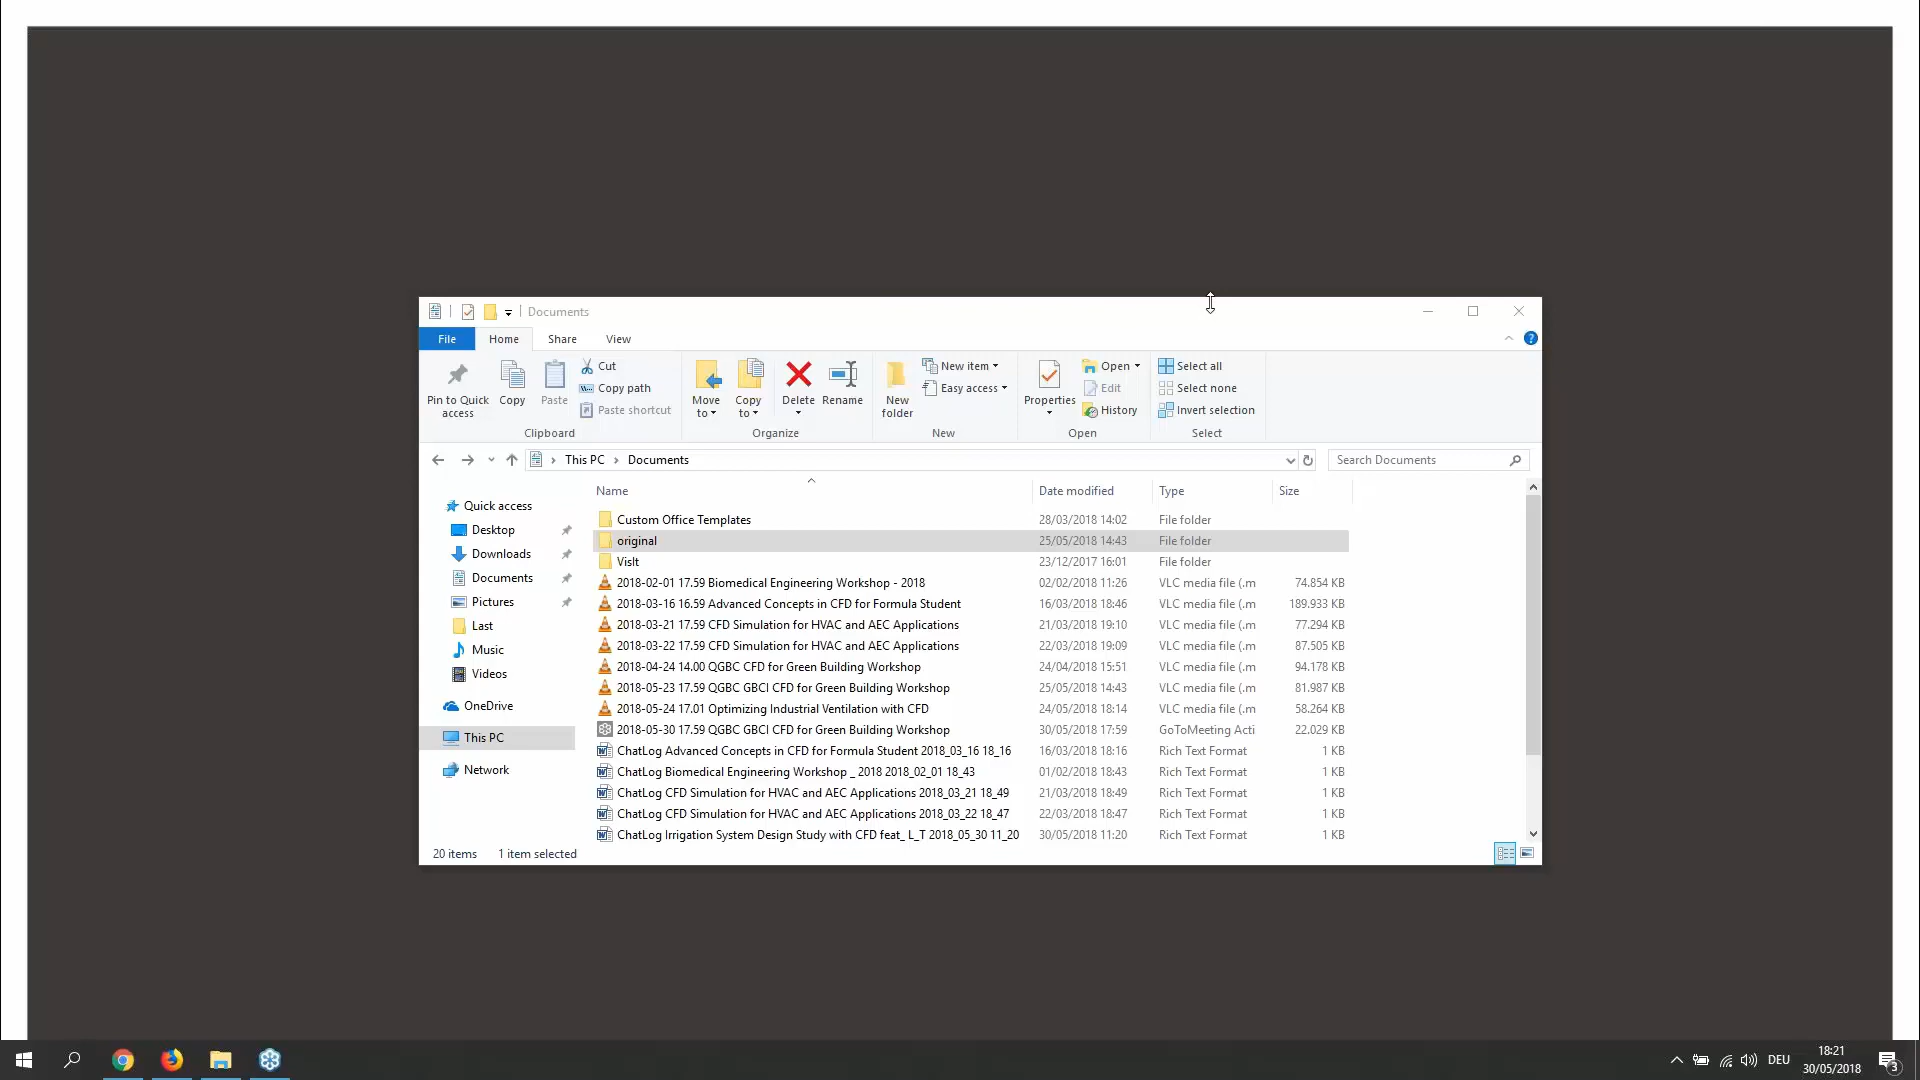 Documents
File Home Share View
Pin to Quick access
Copy
Paste
Cut
Copy path
Paste shortcut
Clipboard
Move to
Copy to
Delete
Rename
Organize
New folder
New item
Easy access
New
Properties
Open
Edit
History
Open
Select all
Select none
Invert selection
Select
This PC > Documents
Search Documents
Quick access
Desktop
Downloads
Documents
Pictures
Last
Music
Videos
OneDrive
This PC
Network
Name Date modified Type Size
Custom Office Templates 28/03/2018 14:02 File folder
original 25/05/2018 14:43 File folder
VisIt 23/12/2017 16:01 File folder
2018-02-01 17.59 Biomedical Engineering Workshop - 2018 02/02/2018 11:26 VLC media file (.m 74.854 KB
2018-03-16 16.59 Advanced Concepts in CFD for Formula Student 16/03/2018 18:46 VLC media file (.m 189.933 KB
2018-03-21 17.59 CFD Simulation for HVAC and AEC Applications 21/03/2018 19:10 VLC media file (.m 77.294 KB
2018-03-22 17.59 CFD Simulation for HVAC and AEC Applications 22/03/2018 19:09 VLC media file (.m 87.505 KB
2018-04-24 14.00 QGBC CFD for Green Building Workshop 24/04/2018 15:51 VLC media file (.m 94.178 KB
2018-05-23 17.59 QGBC GBCI CFD for Green Building Workshop 25/05/2018 14:43 VLC media file (.m 81.987 KB
2018-05-24 17.01 Optimizing Industrial Ventilation with CFD 24/05/2018 18:14 VLC media file (.m 58.264 KB
2018-05-30 17.59 QGBC GBCI CFD for Green Building Workshop 30/05/2018 17:59 GoToMeeting Acti 22.029 KB
ChatLog Advanced Concepts in CFD for Formula Student 2018_03_16 18_16 16/03/2018 18:16 Rich Text Format 1 KB
ChatLog Biomedical Engineering Workshop _ 2018 2018_02_01 18_43 01/02/2018 18:43 Rich Text Format 1 KB
ChatLog CFD Simulation for HVAC and AEC Applications 2018_03_21 18_49 21/03/2018 18:49 Rich Text Format 1 KB
ChatLog CFD Simulation for HVAC and AEC Applications 2018_03_22 18_47 22/03/2018 18:47 Rich Text Format 1 KB
ChatLog Irrigation System Design Study with CFD feat_ L_T 2018_05_30 11_20 30/05/2018 11:20 Rich Text Format 1 KB
20 items 1 item selected
DEU
18:21
30/05/2018
3